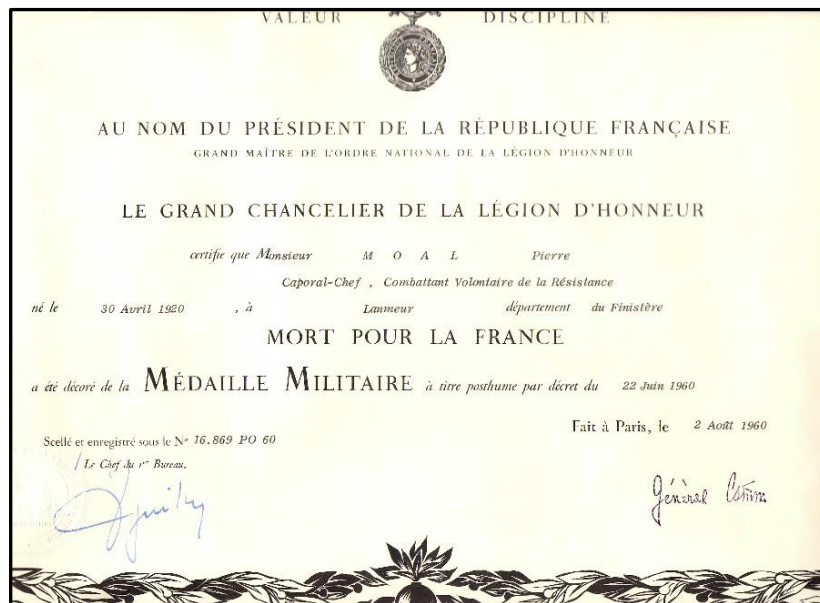 VALEUR DISCIPLINE
AU NOM DU PRÉSIDENT DE LA RÉPUBLIQUE FRANÇAISE
GRAND MAÎTRE DE L'ORDRE NATIONAL DE LA LÉGION D'HONNEUR
LE GRAND CHANCELIER DE LA LÉGION D'HONNEUR
certifie que Monsieur M O A L Pierre
Caporal-Chef , Combattant Volontaire de la Résistance
né le 30 Avril 1920 , à Lanmeur département du Finistère
MORT POUR LA FRANCE
a été décoré de la MÉDAILLE MILITAIRE à titre posthume par décret du 22 Juin 1960
Fait à Paris, le 2 Août 1960
Scellé et enregistré sous le Nº 16.869 PO 60
Le Chef du 1er Bureau,
Général